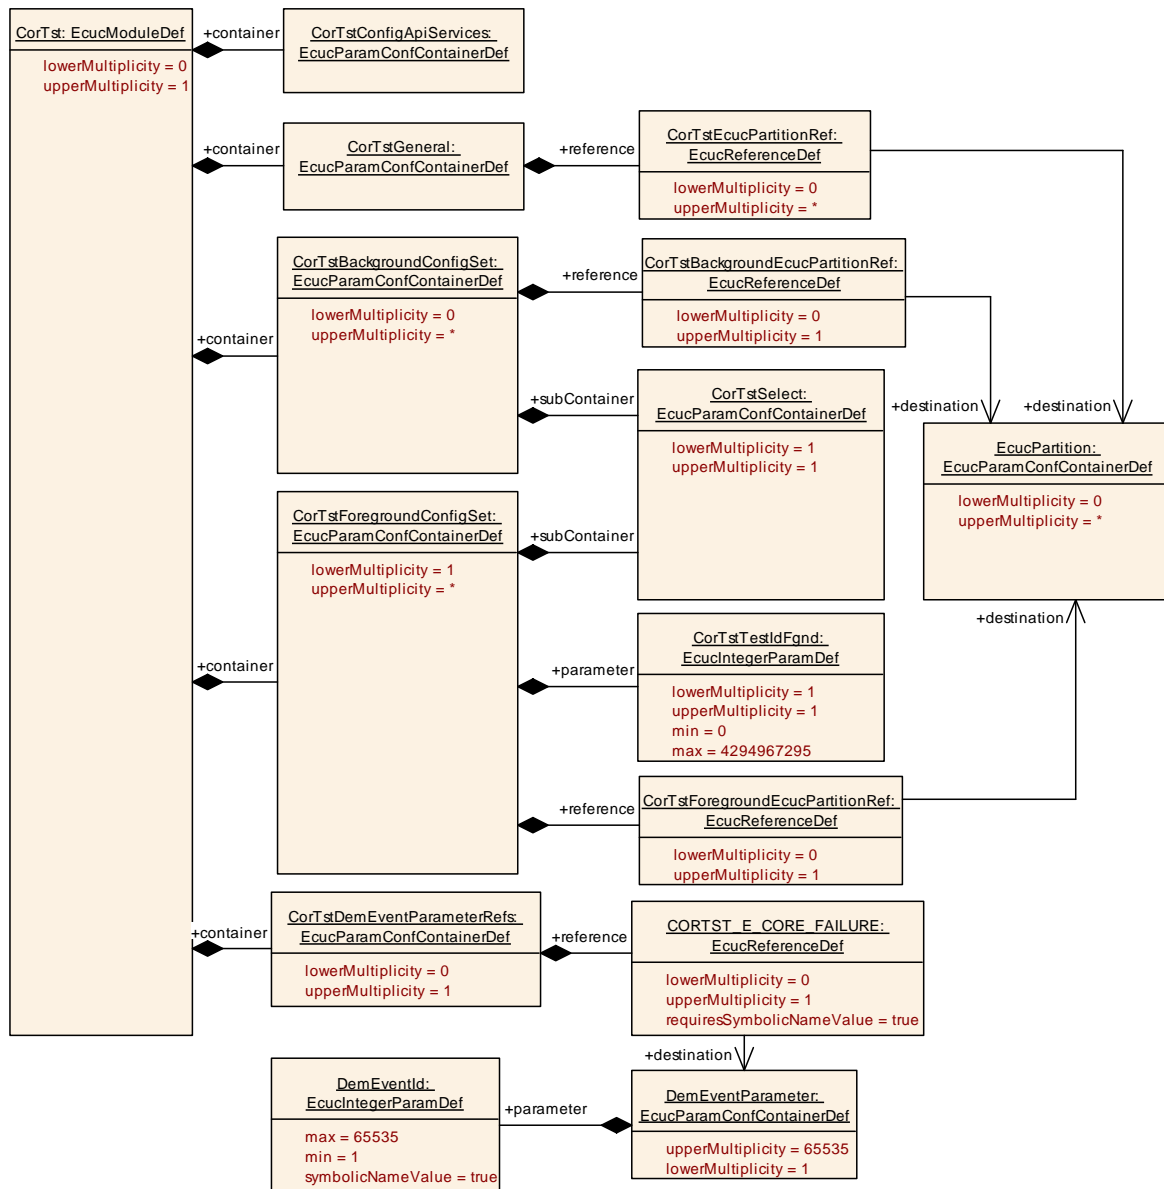 CorTst: EcucModuleDef
lowerMultiplicity = 0
upperMultiplicity = 1
+container
CorTstConfigApiServices:
EcucParamConfContainerDef
+container
CorTstGeneral:
EcucParamConfContainerDef
+reference
CorTstEcucPartitionRef:
EcucReferenceDef
lowerMultiplicity = 0
upperMultiplicity = *
+container
CorTstBackgroundConfigSet:
EcucParamConfContainerDef
lowerMultiplicity = 0
upperMultiplicity = *
+reference
CorTstBackgroundEcucPartitionRef:
EcucReferenceDef
lowerMultiplicity = 0
upperMultiplicity = 1
+subContainer
CorTstSelect:
EcucParamConfContainerDef
lowerMultiplicity = 1
upperMultiplicity = 1
+destination
+destination
EcucPartition:
EcucParamConfContainerDef
lowerMultiplicity = 0
upperMultiplicity = *
+destination
+container
CorTstForegroundConfigSet:
EcucParamConfContainerDef
lowerMultiplicity = 1
upperMultiplicity = *
+subContainer
+parameter
CorTstTestIdFgnd:
EcucIntegerParamDef
lowerMultiplicity = 1
upperMultiplicity = 1
min = 0
max = 4294967295
+reference
CorTstForegroundEcucPartitionRef:
EcucReferenceDef
lowerMultiplicity = 0
upperMultiplicity = 1
+container
CorTstDemEventParameterRefs:
EcucParamConfContainerDef
lowerMultiplicity = 0
upperMultiplicity = 1
+reference
CORTST_E_CORE_FAILURE:
EcucReferenceDef
lowerMultiplicity = 0
upperMultiplicity = 1
requiresSymbolicNameValue = true
+destination
DemEventId:
EcucIntegerParamDef
max = 65535
min = 1
symbolicNameValue = true
+parameter
DemEventParameter:
EcucParamConfContainerDef
upperMultiplicity = 65535
lowerMultiplicity = 1